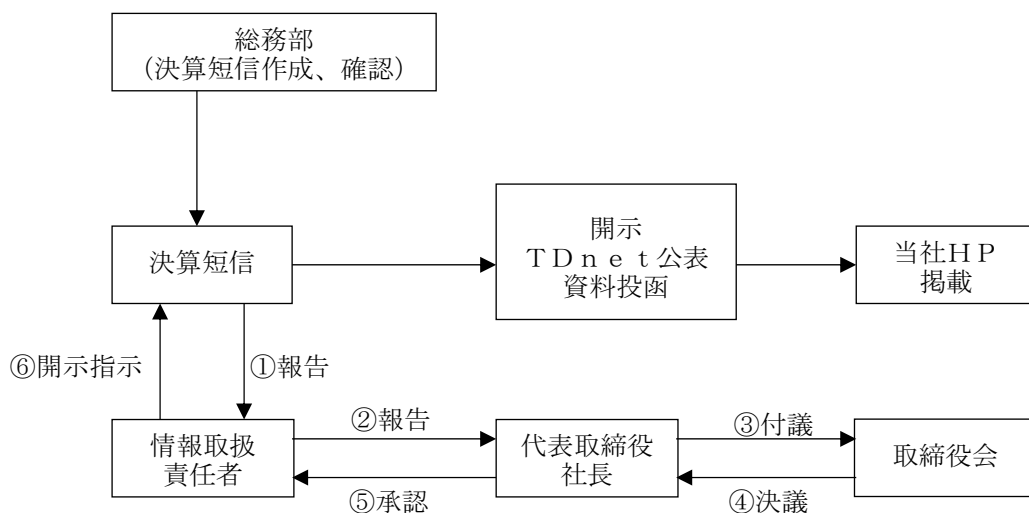 総務部
(決算短信作成、確認)
決算短信
開示
ＴＤｎｅｔ公表
資料投函
当社ＨＰ
掲載
⑥開示指示
①報告
情報取扱
責任者
②報告
⑤承認
代表取締役
社長
③付議
④決議
取締役会